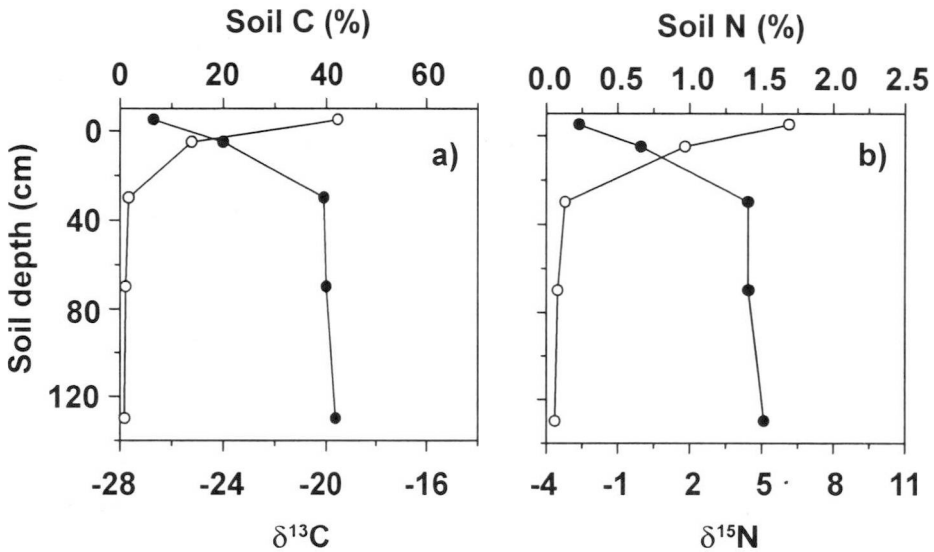 Soil C (%)
0 20 40 60
Soil N (%)
0.0 0.5 1.0 1.5 2.0 2.5
Soil depth (cm)
0
40
80
120
a)
b)
-28 -24 -20 -16
δ¹³C
-4 -1 2 5 8 11
δ¹⁵N